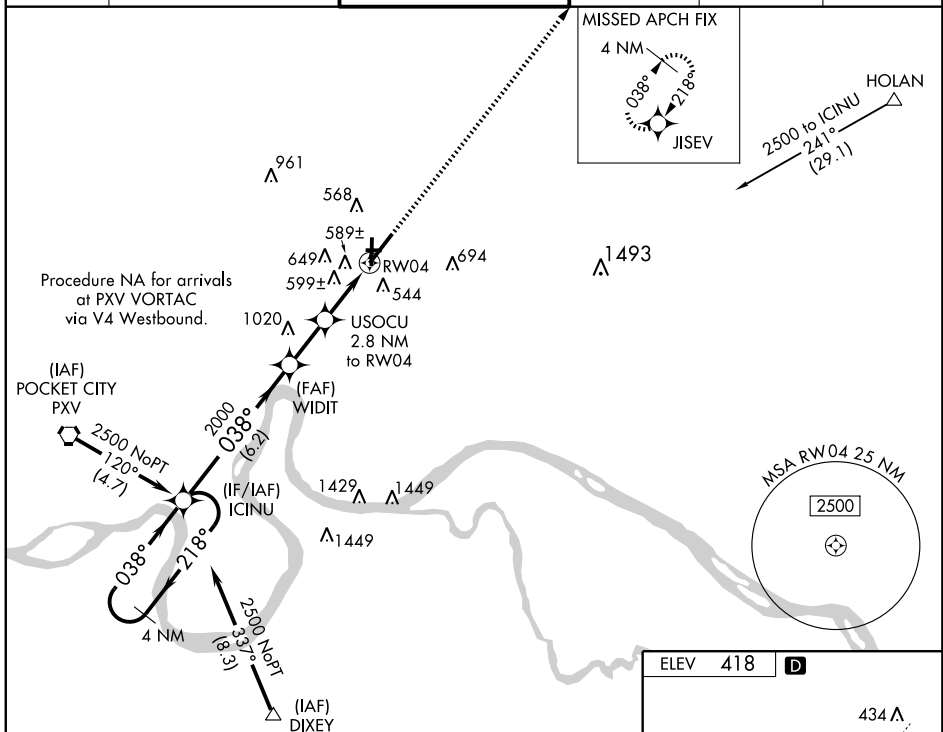 MISSED APCH FIX
4 NM
038°
218°
JISEV
HOLAN
2500 to ICINU
241°
(29.1)
961
568
589±
649
599±
RW04
694
544
1493
Procedure NA for arrivals
at PXV VORTAC
via V4 Westbound.
1020
USOCU
2.8 NM
to RW04
(IAF)
POCKET CITY
PXV
(FAF)
WIDIT
2000
038°
(6.2)
2500 NoPT
120°
(4.7)
(IF/IAF)
ICINU
1429
1449
1449
038°
218°
4 NM
2500 NoPT
337°
(8.3)
(IAF)
DIXEY
MSA RW04 25 NM
2500
ELEV 418 D
434